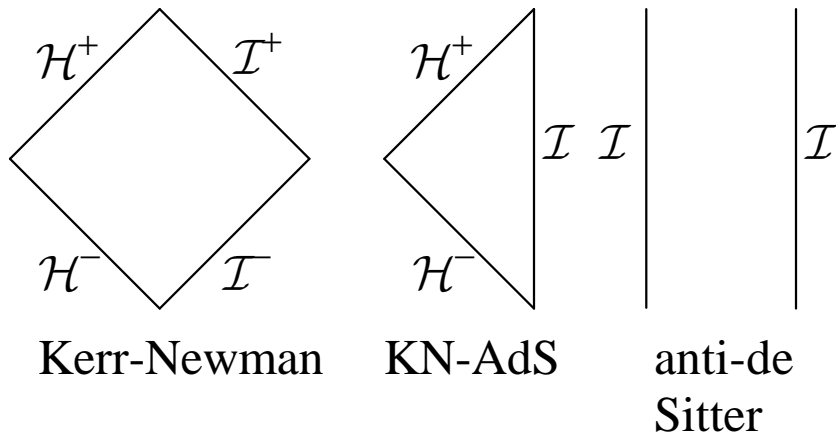 ℋ⁺ ℐ⁺
ℋ⁻ ℐ⁻
Kerr-Newman
ℋ⁺
ℐ
ℋ⁻
KN-AdS
ℐ ℐ
anti-de
Sitter